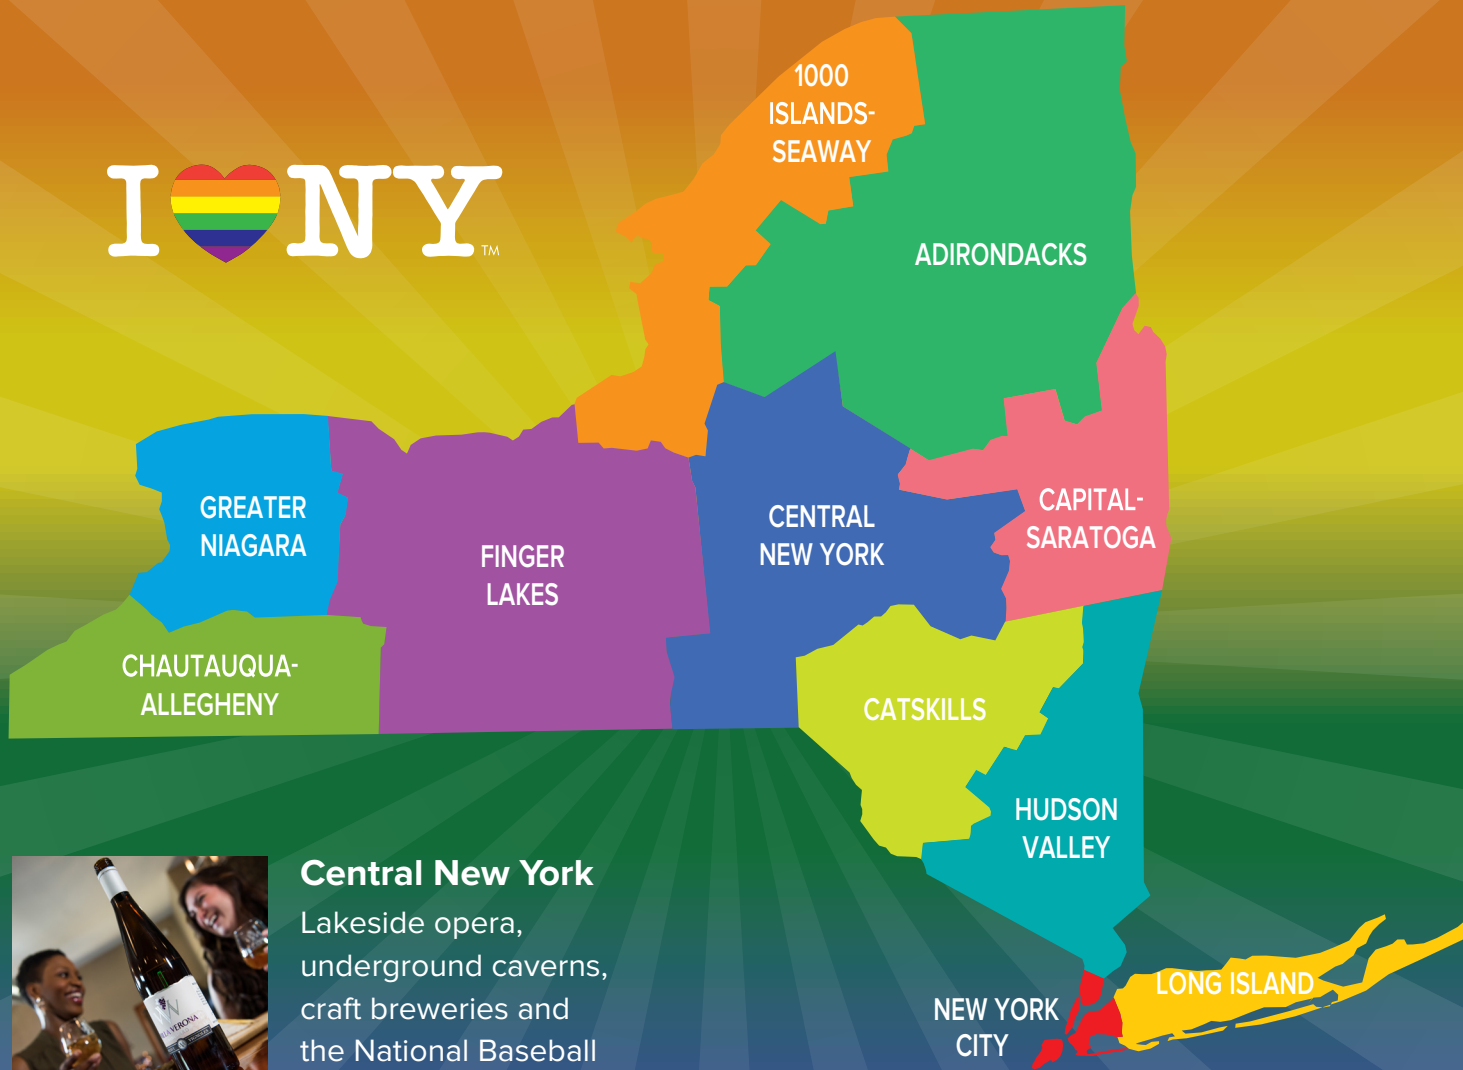 1000
ISLANDS-
SEAWAY
I NY
TM
ADIRONDACKS
GREATER
NIAGARA
FINGER
LAKES
CENTRAL
NEW YORK
CAPITAL-
SARATOGA
CHAUTAUQUA-
ALLEGHENY
CATSKILLS
HUDSON
VALLEY
LONG ISLAND
NEW YORK
CITY
Central New York
Lakeside opera,
underground caverns,
craft breweries and
the National Baseball
N
VERONA